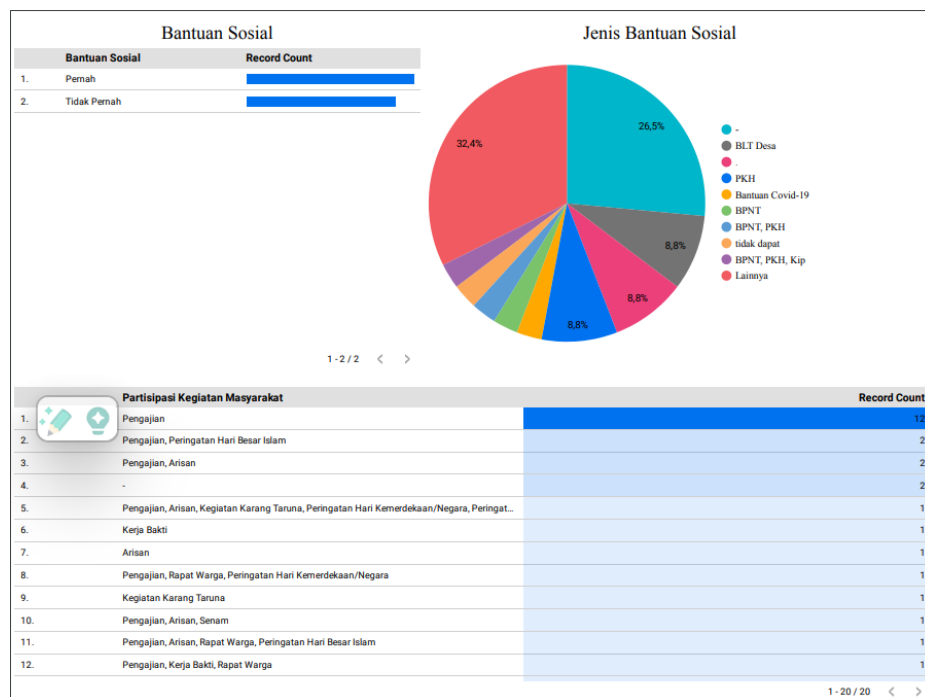 Bantuan Sosial
Bantuan Sosial Record Count
1. Pernah
2. Tidak Pernah
1 - 2 / 2
Jenis Bantuan Sosial
26,5%
8,8%
8,8%
8,8%
32,4%
-
BLT Desa
.
PKH
Bantuan Covid-19
BPNT
BPNT, PKH
tidak dapat
BPNT, PKH, Kip
Lainnya
Partisipasi Kegiatan Masyarakat Record Count
1. Pengajian 12
2. Pengajian, Peringatan Hari Besar Islam 2
3. Pengajian, Arisan 2
4. - 2
5. Pengajian, Arisan, Kegiatan Karang Taruna, Peringatan Hari Kemerdekaan/Negara, Peringat... 1
6. Kerja Bakti 1
7. Arisan 1
8. Pengajian, Rapat Warga, Peringatan Hari Kemerdekaan/Negara 1
9. Kegiatan Karang Taruna 1
10. Pengajian, Arisan, Senam 1
11. Pengajian, Arisan, Rapat Warga, Peringatan Hari Besar Islam 1
12. Pengajian, Kerja Bakti, Rapat Warga 1
1 - 20 / 20